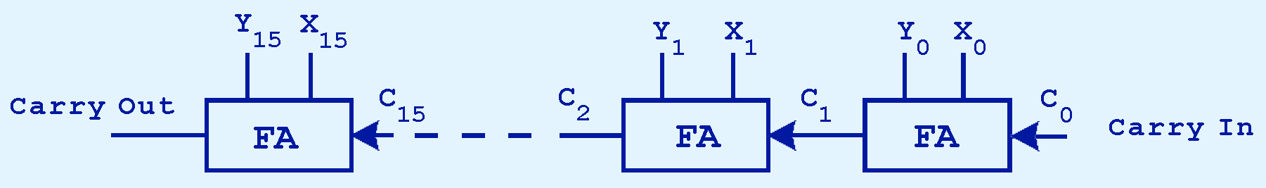 Y15 X15 Y1 X1 Y0 X0
Carry Out FA C15 C2 FA C1 FA C0 Carry In